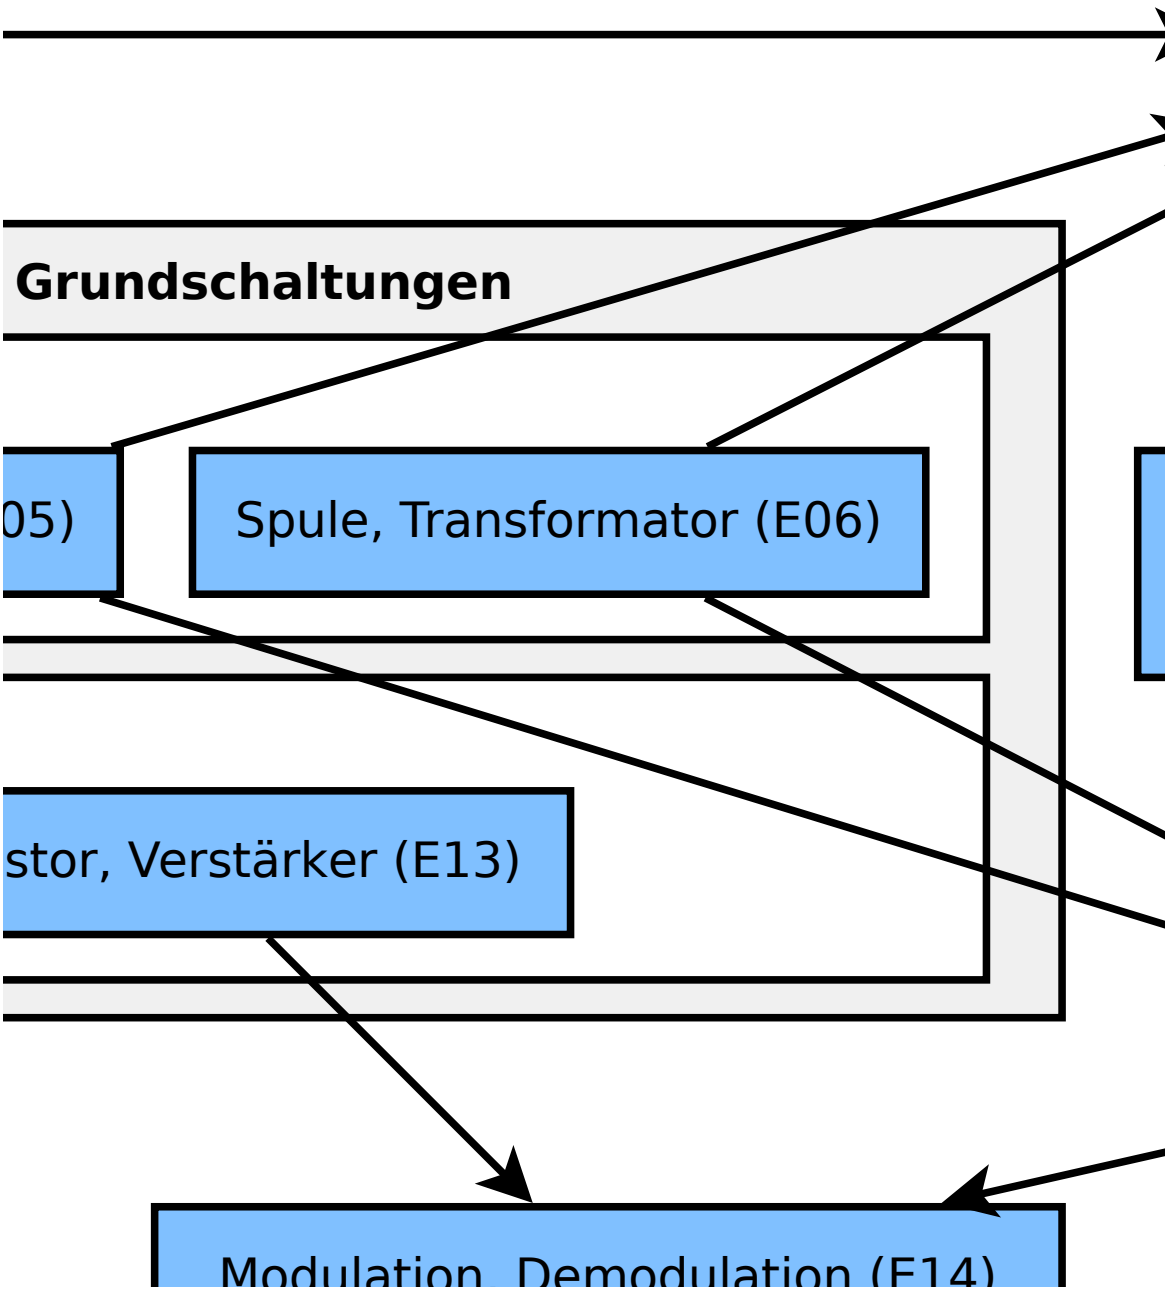 Grundschaltungen
05)
Spule, Transformator (E06)
stor, Verstärker (E13)
Modulation, Demodulation (E14)